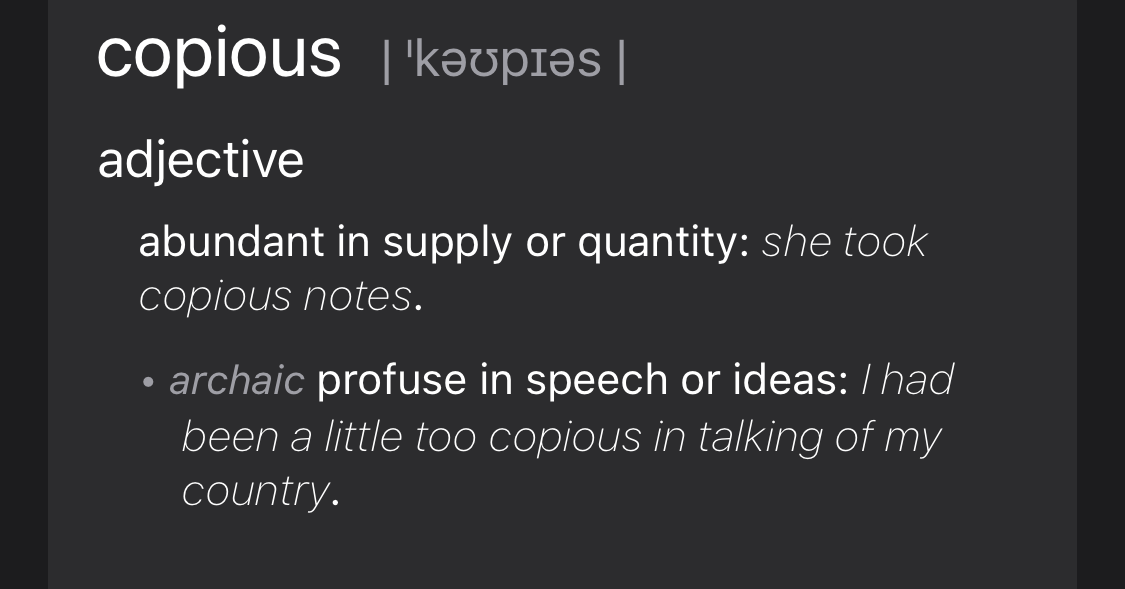 copious | ˈkəʊpɪəs |
adjective
abundant in supply or quantity: she took
copious notes.
• archaic profuse in speech or ideas: I had
been a little too copious in talking of my
country.